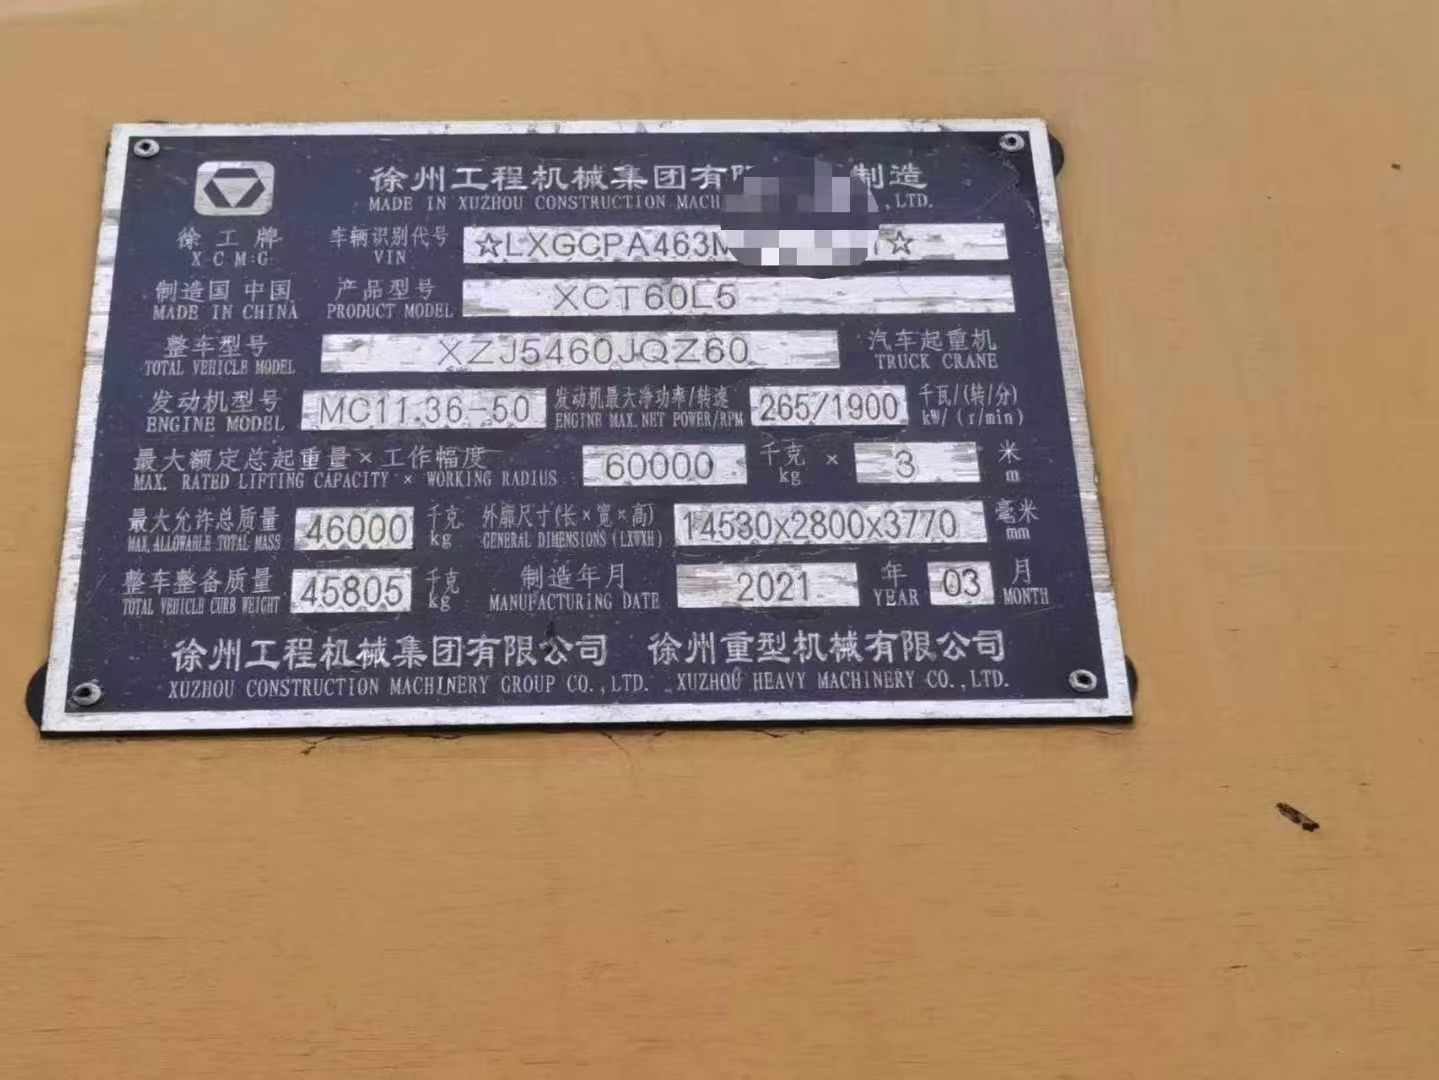 徐州工程机械集团有限 制造
MADE IN XUZHOU CONSTRUCTION MACH ,LTD.
徐工牌 车辆识别代号 ☆LXGCPA463M ☆
XCMG VIN
制造国 中国 产品型号 XCT60L5
MADE IN CHINA PRODUCT MODEL
整车型号 XZJ5460JQZ60 汽车起重机
TOTAL VEHICLE MODEL TRUCK CRANE
发动机型号 MC11.36-50 发动机最大净功率/转速 265/1900 千瓦/(转/分)
ENGINE MODEL ENGINE MAX. NET POWER/RPM kW/(r/min)
最大额定总起重量×工作幅度 60000 千克 × 3 米
MAX. RATED LIFTING CAPACITY × WORKING RADIUS kg m
最大允许总质量 46000 千克 外廓尺寸(长×宽×高) 14530x2800x3770 毫米
MAX. ALLOWABLE TOTAL MASS kg GENERAL DIMENSIONS (LXWXH) mm
整车整备质量 45805 千克 制造年月 2021 年 03 月
TOTAL VEHICLE CURB WEIGHT kg MANUFACTURING DATE YEAR MONTH
徐州工程机械集团有限公司 徐州重型机械有限公司
XUZHOU CONSTRUCTION MACHINERY GROUP CO.,LTD. XUZHOU HEAVY MACHINERY CO.,LTD.